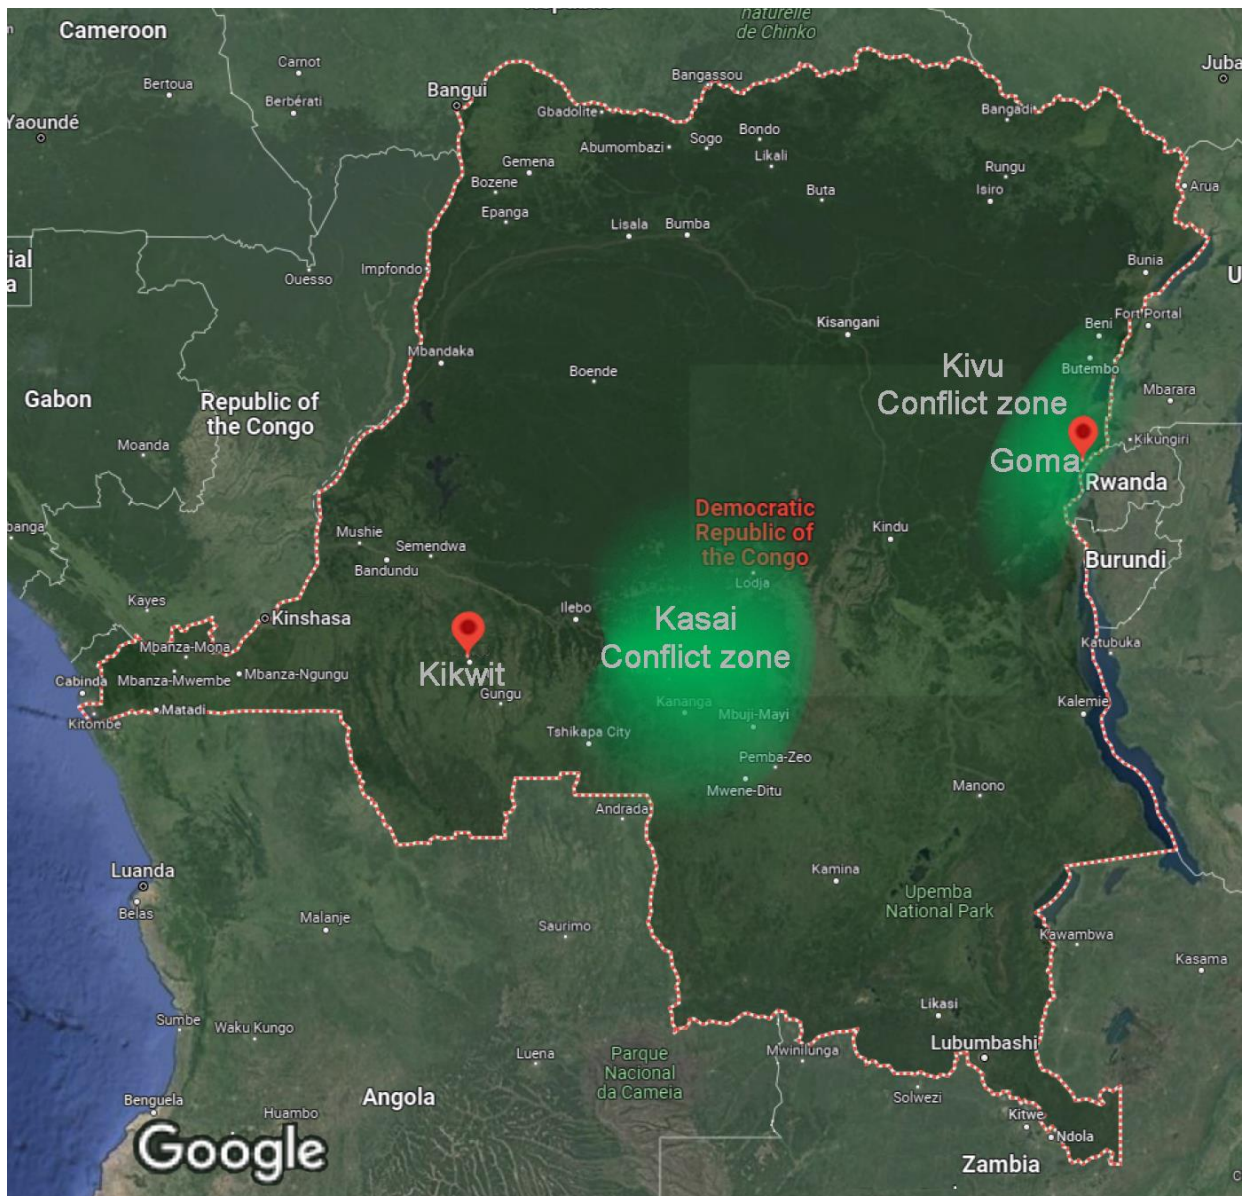 naturelle
de Chinko
Cameroon
Carnot
Bangassou
Juba
Bertoua
Bangui
Berbérati
Gbadolite
Bangadi
Yaoundé
Bondo
Sogo
Abumombazi
Likali
Gemena
Rungu
Bozene
Isiro
Arua
Buta
Epanga
Lisala
Bumba
Ouesso
Impfondo
Bunia
Fort Portal
Kisangani
Beni
Mbandaka
Boende
Kivu
Conflict zone
Butembo
Mbarara
Gabon
Republic of
the Congo
Moanda
Kikungiri
Goma
Rwanda
Democratic
Republic of
the Congo
Mushie
Semendwa
Kindu
Bandundu
Burundi
Lodja
Kayes
Ilebo
Kinshasa
Kasai
Conflict zone
Mbanza-Mona
Katubuka
Kikwit
Mbanza-Mwembe
Mbanza-Ngungu
Cabinda
Gungu
Kananga
Matadi
Mbuji-Mayi
Kalemie
Kitombe
Tshikapa City
Pemba-Zeo
Mwene-Ditu
Manono
Andrada
Luanda
Kamina
Belas
Malanje
Upemba
National Park
Saurimo
Kawambwa
Kasama
Likasi
Sumbe
Waku Kungo
Lubumbashi
Luena
Parque
Nacional
da Cameia
Mwinilunga
Angola
Solwezi
Benguela
Huambo
Kitwe
Ndola
Google
Zambia